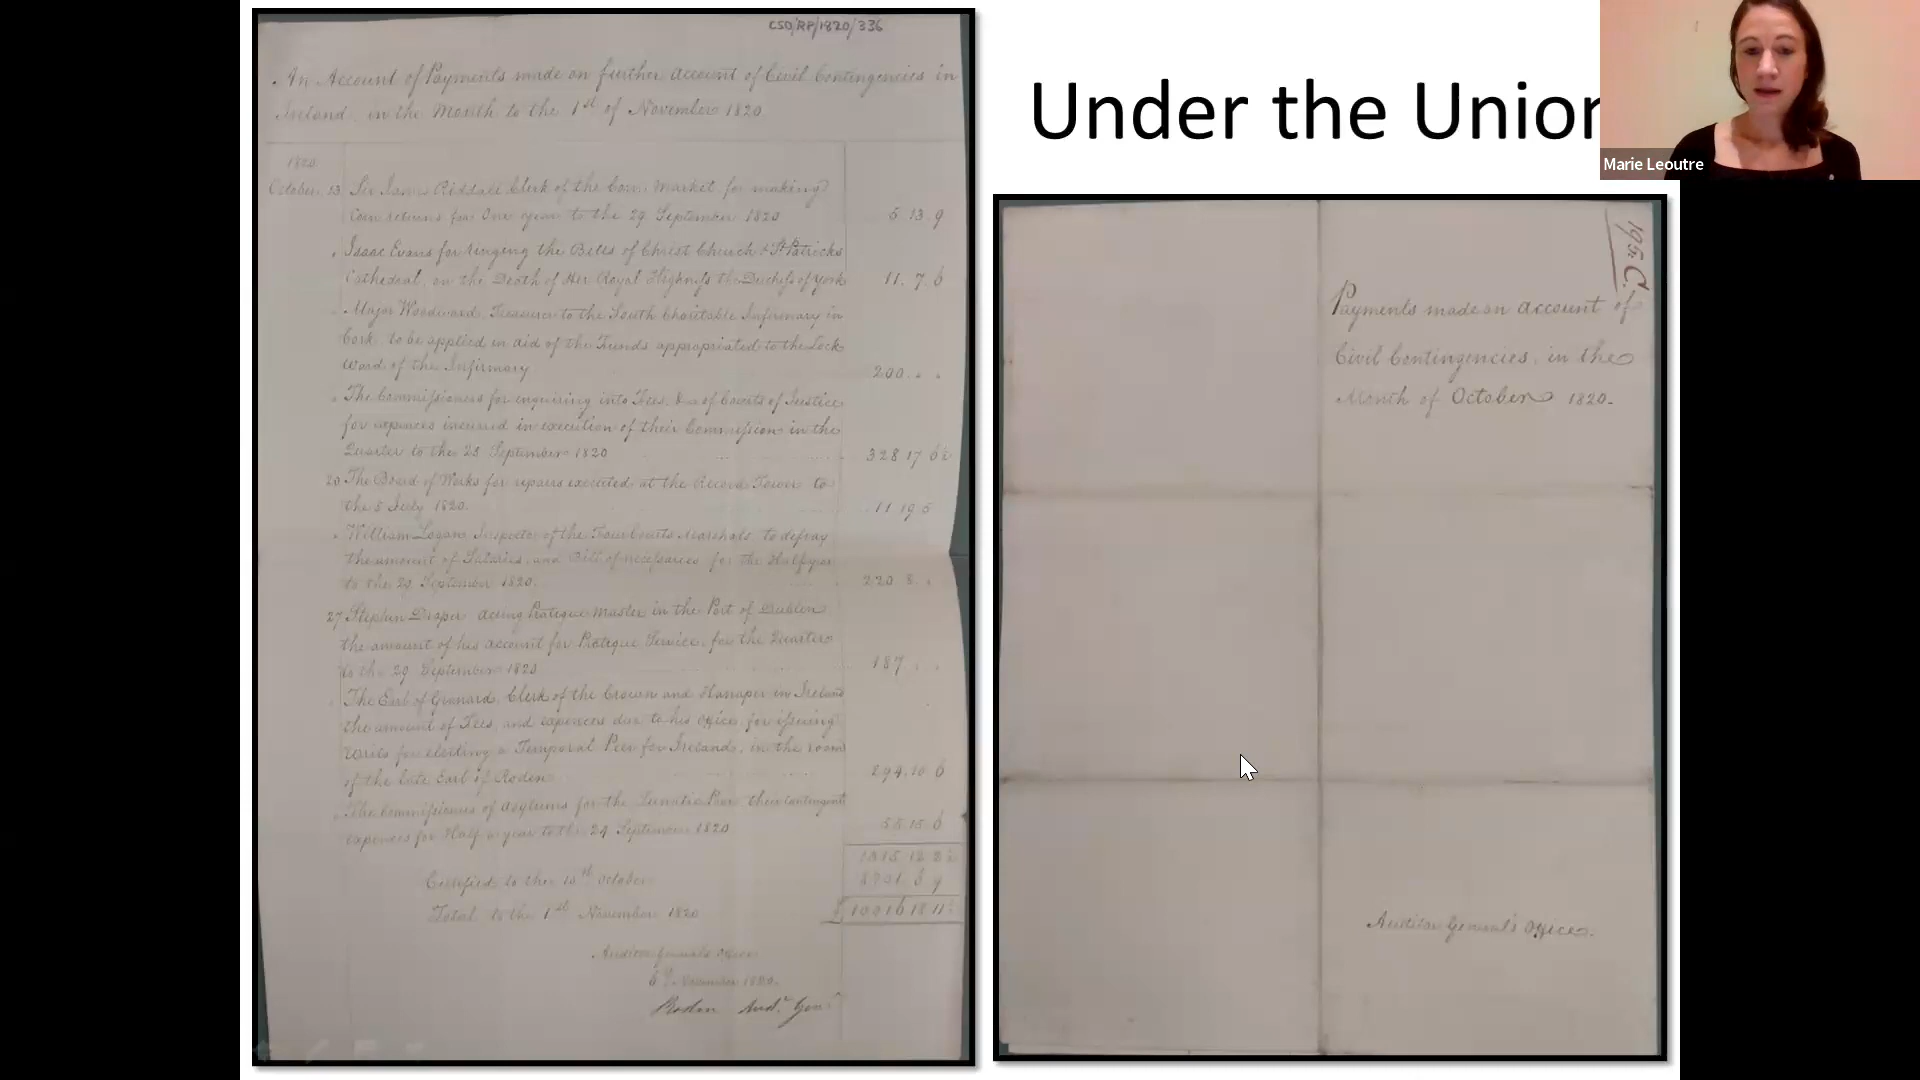 CSO/RP/1820/336
An Account of Payments made on further Account of Civil Contingencies in
Ireland, in the Month to the 1st of November 1820
1820
October 13 Sir James Riddall Clerk of the Corn Market for making
Corn returns for One year to the 29 September 1820 5 13 9
Isaac Evans for ringing the Bells of Christ Church & St Patricks
Cathedral, on the Death of Her Royal Highness the Duchess of York 11. 7. 6
Major Woodward, Treasurer to the South Charitable Infirmary in
Cork, to be applied in aid of the Funds appropriated to the Lock
Ward of the Infirmary 200. " "
The Commissioners for enquiring into Fees, &a of Courts of Justice
for expences incurred in execution of their Commission in the
Quarter to the 29 September 1820 328 17 6½
20 The Board of Works for repairs executed at the Record Tower to
the 5 July 1820. 11 19 5
William Logan Inspector of the Four Courts Marshals. to defray
the amount of Salaries and Bill of necessaries for the Half year
to the 29 September 1820. 220 8 "
27 Stephen Draper Acting Pratique Master in the Port of Dublin
the amount of his Account for Pratique Service, for the Quarter
to the 29 September 1820 187 " "
The Earl of Granard, Clerk of the Crown and Hanaper in Ireland
the amount of Fees, and expences due to his Office, for issuing
Writs for electing a Temporal Peer for Ireland, in the room
of the late Earl of Roden 294. 10 6
The Commissioners of Asylums for the Lunatic Poor their Contingent
expences for Half a year to the 29 September 1820 55 15 6
1315 12 2½
Certified to the 13th October 8701 6 9
Total to the 1st November 1820 £10016 18 11½
Auditor General's Office
November 1820.
Roden Audr Genl
Under the Union
Marie Leoutre
195 C.
Payments made on Account of
Civil Contingencies, in the
Month of October 1820.
Auditor General's Office.